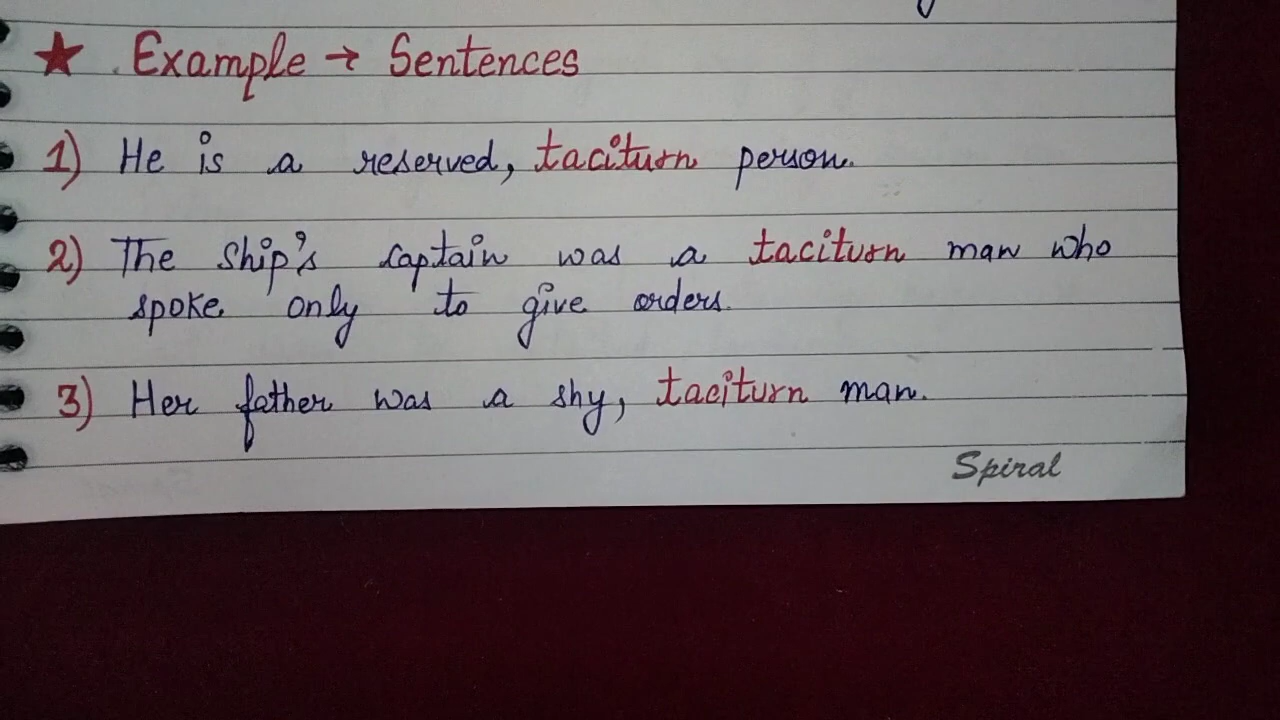 ★ Example → Sentences
1) He is a reserved, taciturn person.
2) The ship's captain was a taciturn man who
spoke only to give orders.
3) Her father was a shy, taciturn man.
Spiral